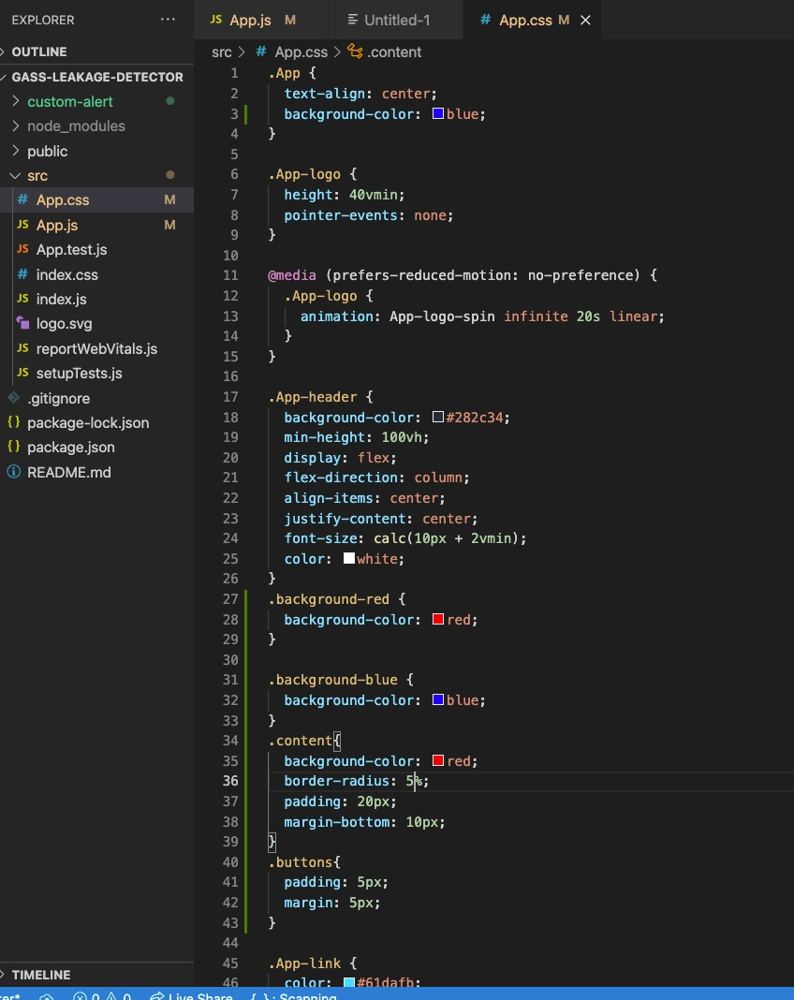 EXPLORER
···
JS App.js M
Untitled-1
# App.css M
OUTLINE
src > # App.css > .content
GASS-LEAKAGE-DETECTOR
custom-alert
node_modules
public
src
# App.css M
JS App.js M
JS App.test.js
# index.css
JS index.js
logo.svg
JS reportWebVitals.js
JS setupTests.js
.gitignore
{} package-lock.json
{} package.json
README.md
1 .App {
2 text-align: center;
3 background-color: blue;
4 }
5
6 .App-logo {
7 height: 40vmin;
8 pointer-events: none;
9 }
10
11 @media (prefers-reduced-motion: no-preference) {
12 .App-logo {
13 animation: App-logo-spin infinite 20s linear;
14 }
15 }
16
17 .App-header {
18 background-color: #282c34;
19 min-height: 100vh;
20 display: flex;
21 flex-direction: column;
22 align-items: center;
23 justify-content: center;
24 font-size: calc(10px + 2vmin);
25 color: white;
26 }
27 .background-red {
28 background-color: red;
29 }
30
31 .background-blue {
32 background-color: blue;
33 }
34 .content{
35 background-color: red;
36 border-radius: 5%;
37 padding: 20px;
38 margin-bottom: 10px;
39 }
40 .buttons{
41 padding: 5px;
42 margin: 5px;
43 }
44
45 .App-link {
46 color: #61dafb;
TIMELINE
ter* 0 0 Live Share { } : Scanning